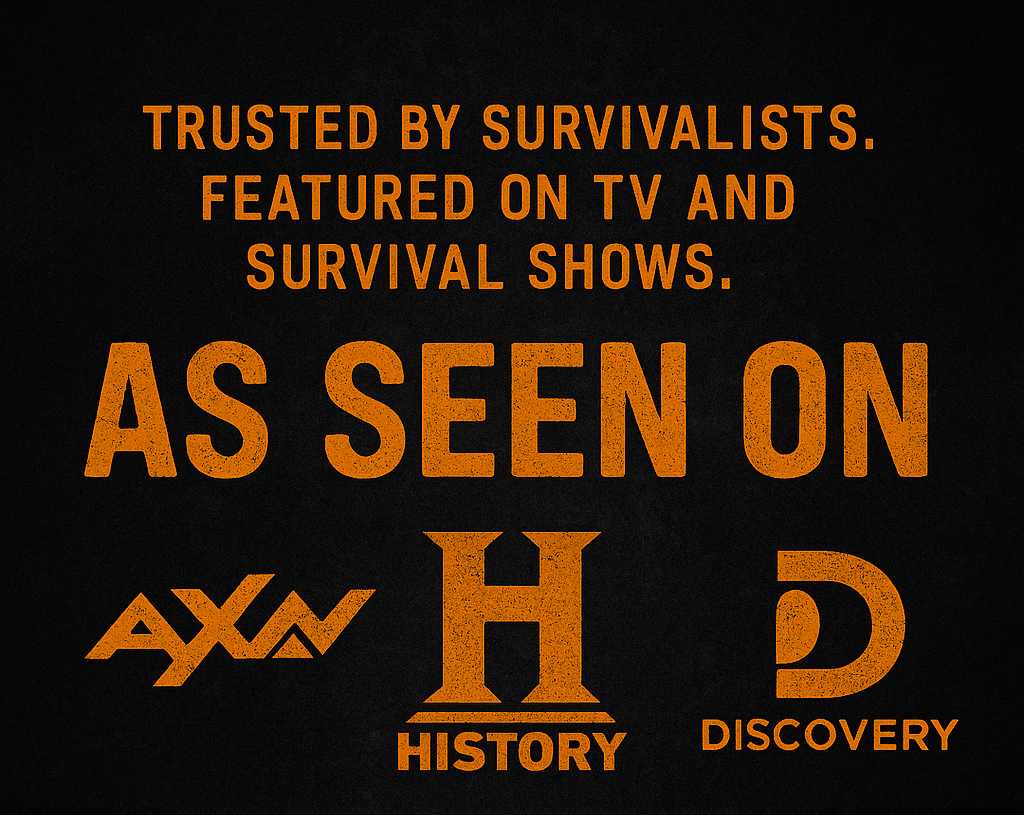 TRUSTED BY SURVIVALISTS.
FEATURED ON TV AND
SURVIVAL SHOWS.
AS SEEN ON
AXN
HISTORY
DISCOVERY